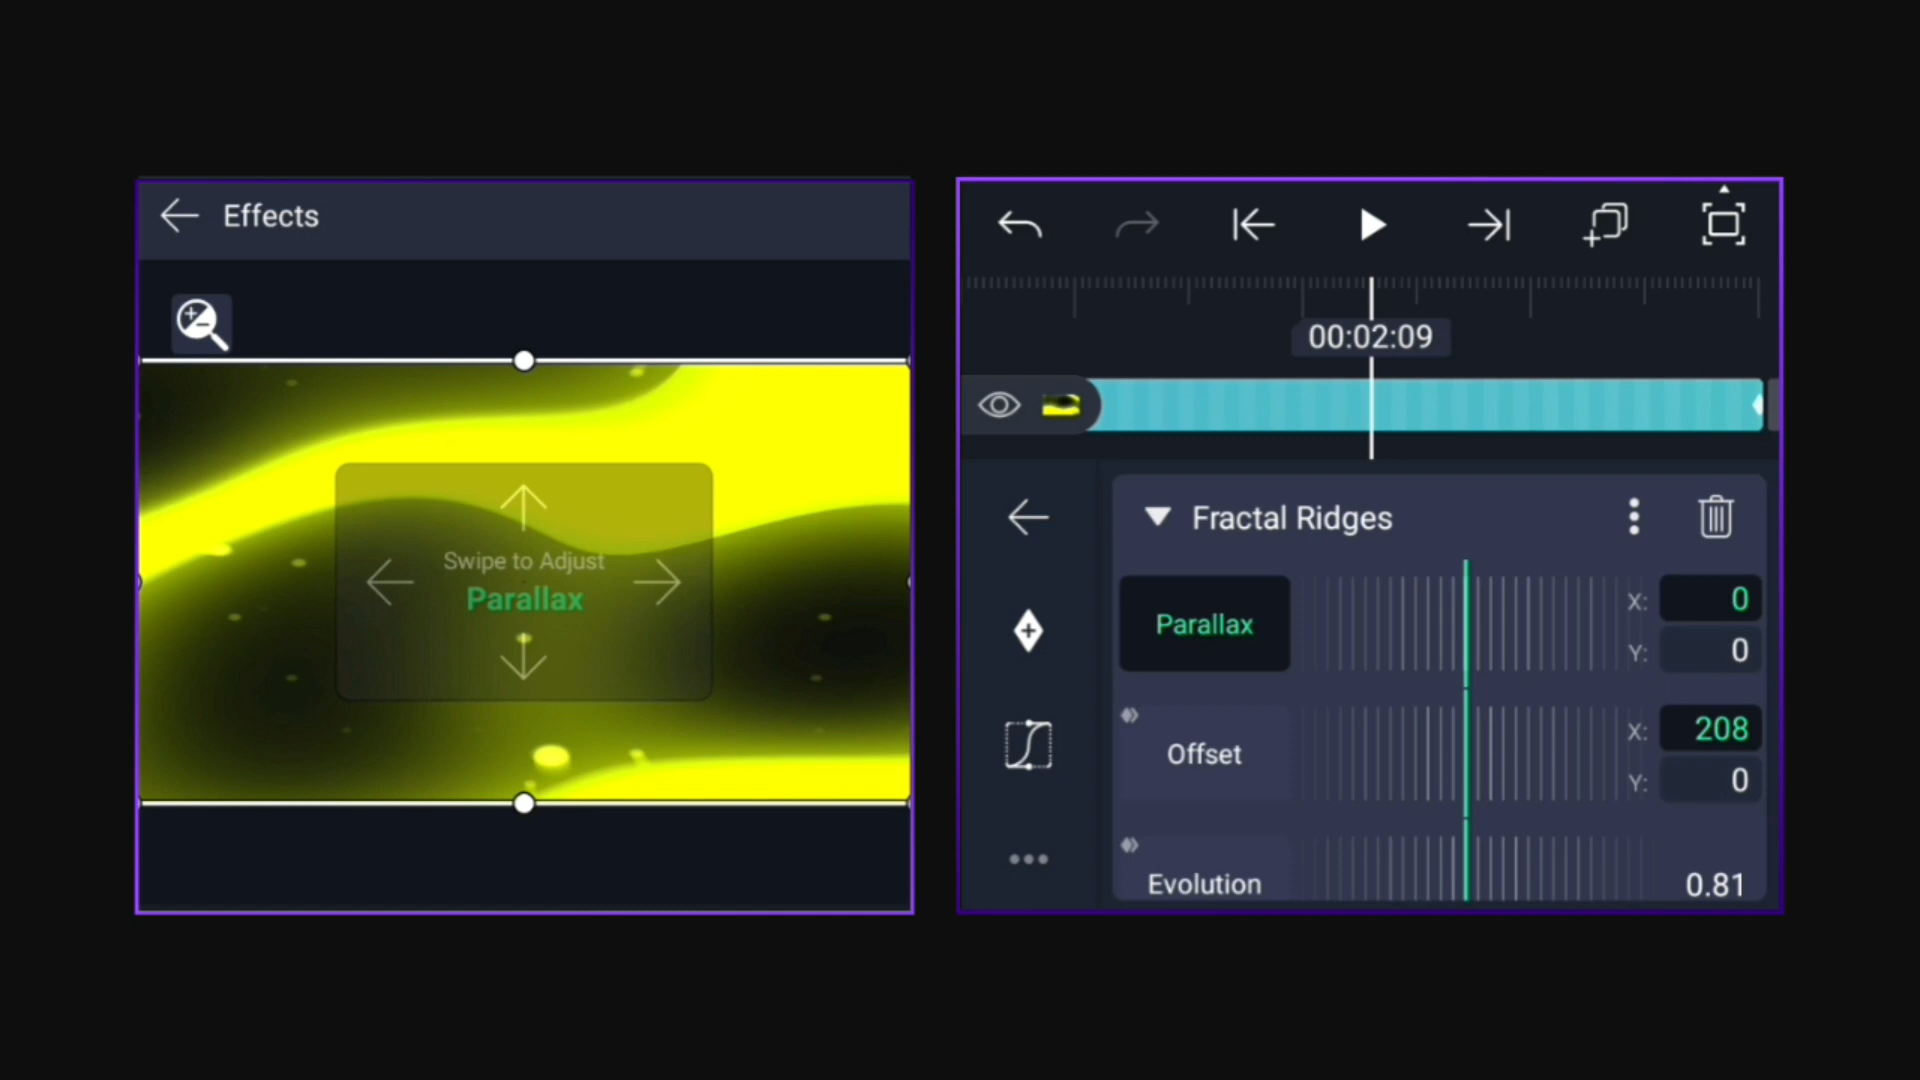 Effects
Swipe to Adjust
Parallax
00:02:09
Fractal Ridges
Parallax
X: 0
Y: 0
Offset
X: 208
Y: 0
Evolution
0.81